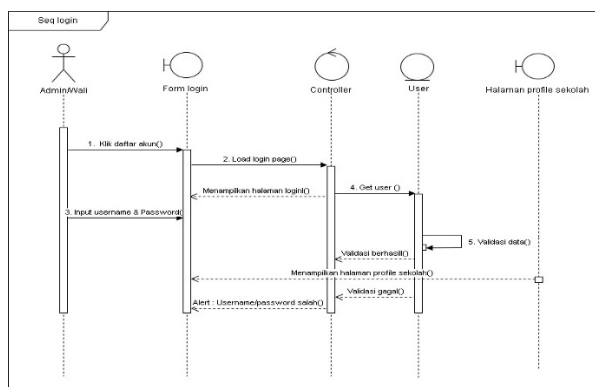 Seq login
Admin/Wali
Form login
Controller
User
Halaman profile sekolah
1. Klik daftar akun()
2. Load login page()
Menampilkan halaman login()
4. Get user ()
3. Input username & Password()
5. Validasi data()
Validasi berhasil()
Menampilkan halaman profile sekolah()
Validasi gagal()
Alert : Username/password salah()